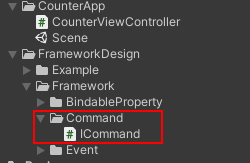 CounterApp
CounterViewController
Scene
FrameworkDesign
Example
Framework
BindableProperty
Command
ICommand
Event